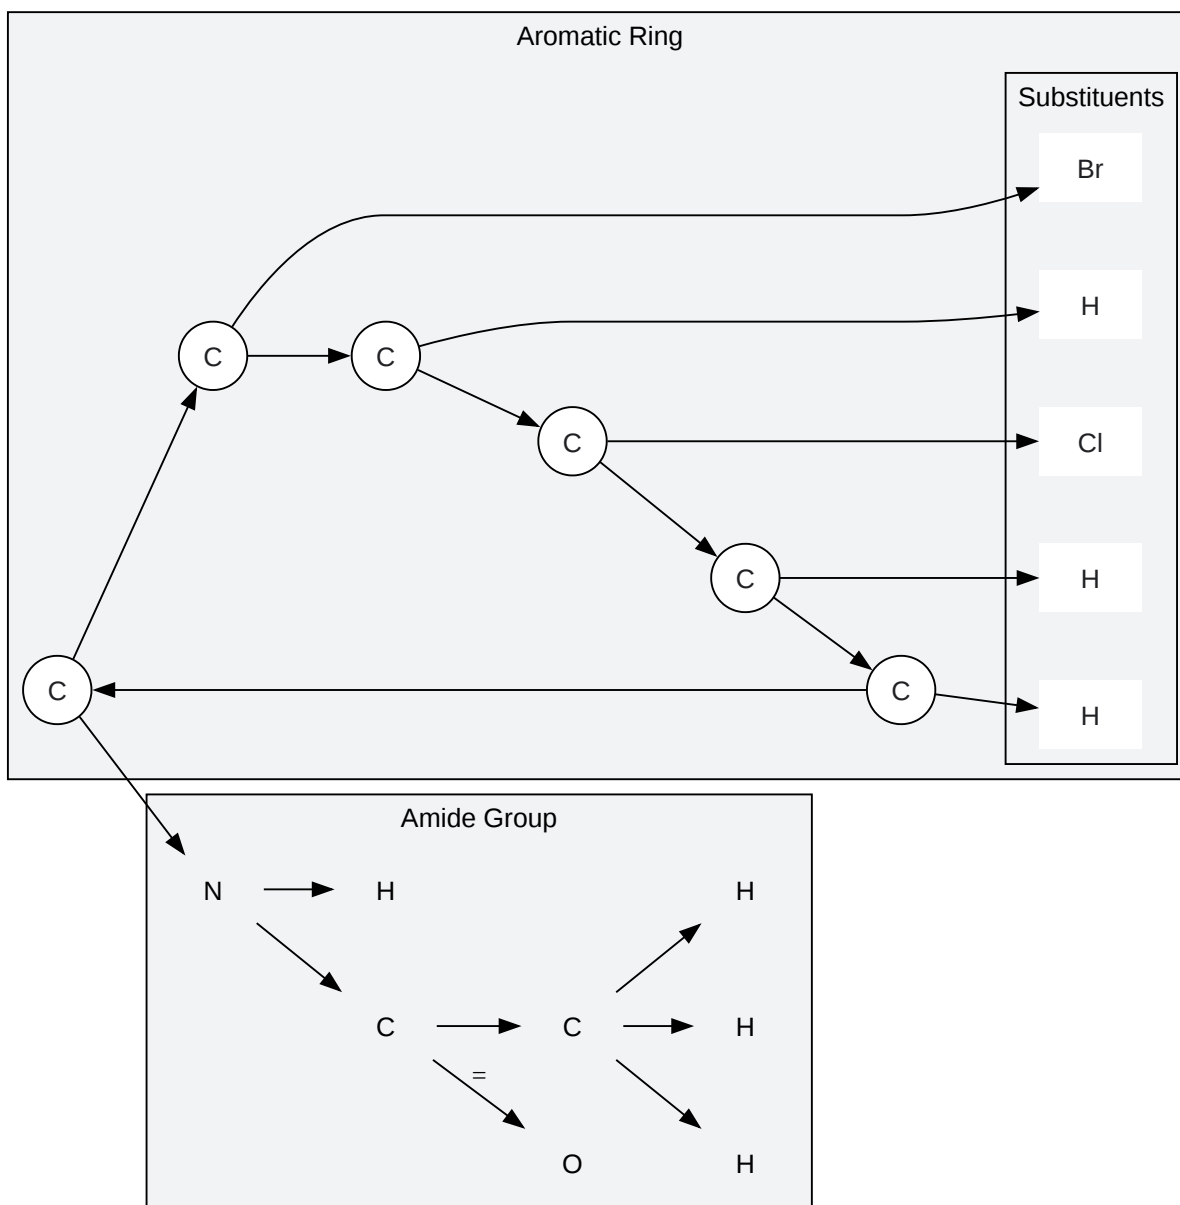 Aromatic Ring
Substituents
Br
H
C C
C Cl
C H
C C H
Amide Group
N H H
C C H
=
O H